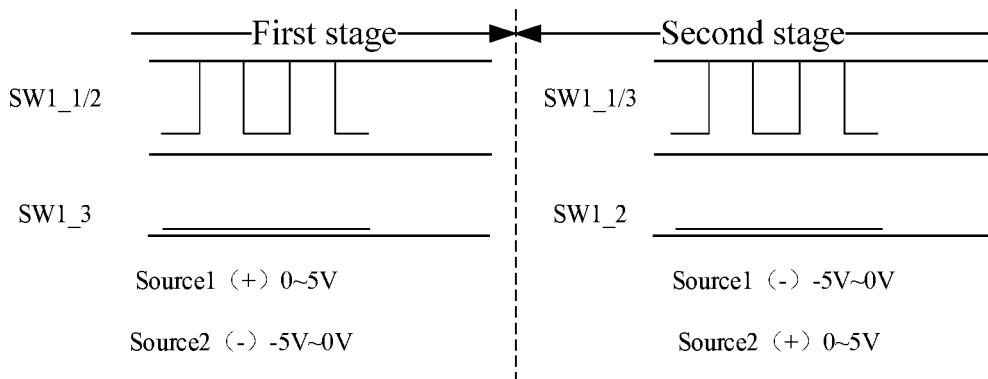 First stage Second stage
SW1_1/2 SW1_1/3
SW1_3 SW1_2
Source1（+）0~5V Source1（-）-5V~0V
Source2（-）-5V~0V Source2（+）0~5V